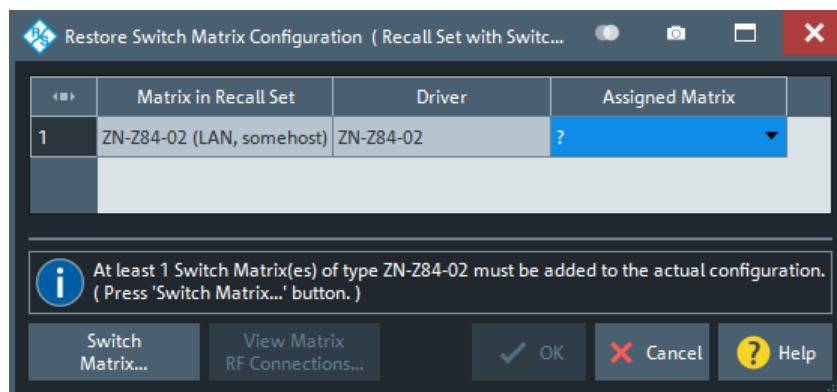 R&S Restore Switch Matrix Configuration ( Recall Set with Switc...
Matrix in Recall Set Driver Assigned Matrix
1 ZN-Z84-02 (LAN, somehost) ZN-Z84-02 ?
i At least 1 Switch Matrix(es) of type ZN-Z84-02 must be added to the actual configuration.
( Press 'Switch Matrix...' button. )
Switch
Matrix...
View Matrix
RF Connections...
OK
Cancel
? Help